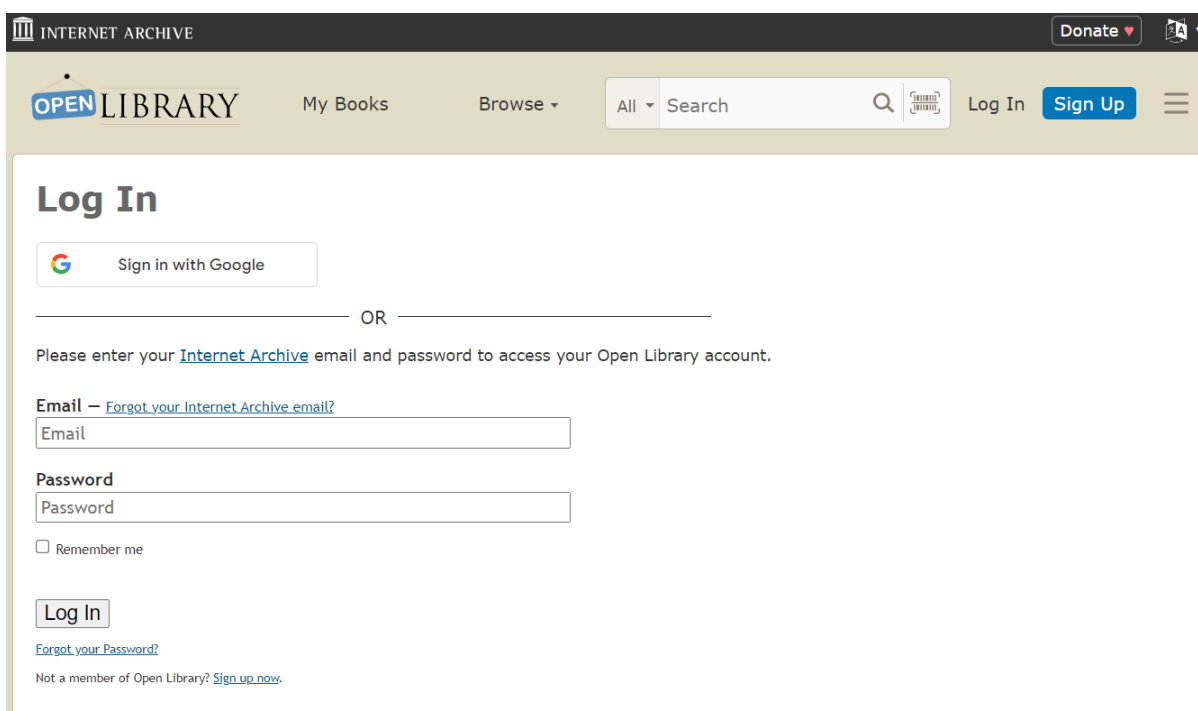 INTERNET ARCHIVE Donate ♥
OPEN LIBRARY My Books Browse All Search Log In Sign Up
Log In
Sign in with Google
OR
Please enter your Internet Archive email and password to access your Open Library account.
Email — Forgot your Internet Archive email?
Email
Password
Password
Remember me
Log In
Forgot your Password?
Not a member of Open Library? Sign up now.